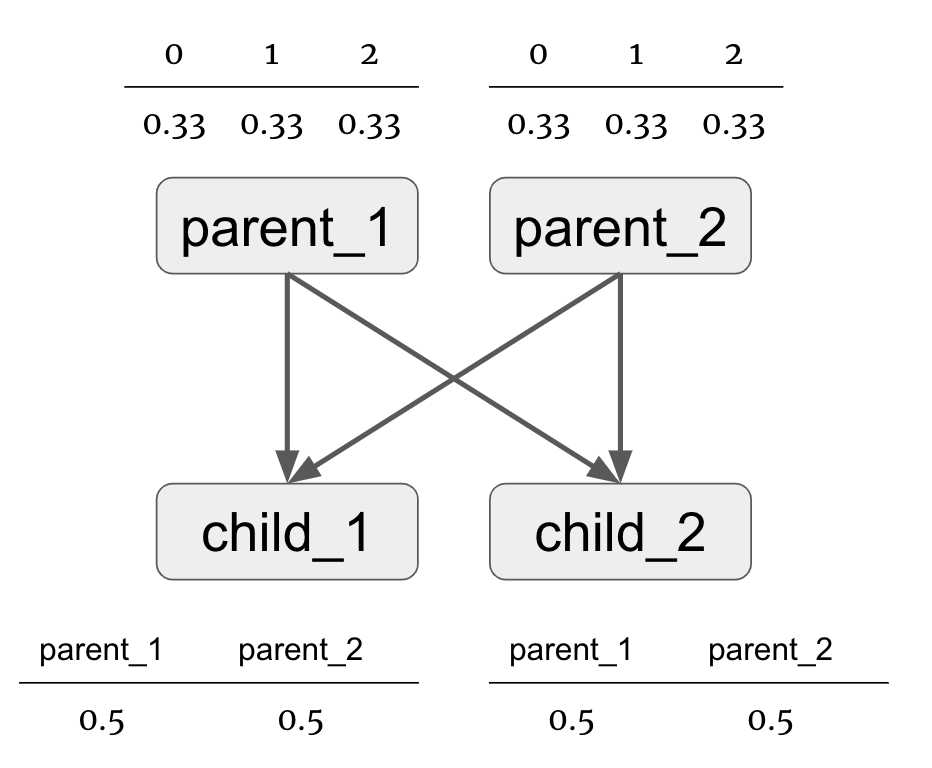 0 1 2 0 1 2
0.33 0.33 0.33 0.33 0.33 0.33
parent_1 parent_2
child_1 child_2
parent_1 parent_2 parent_1 parent_2
0.5 0.5 0.5 0.5